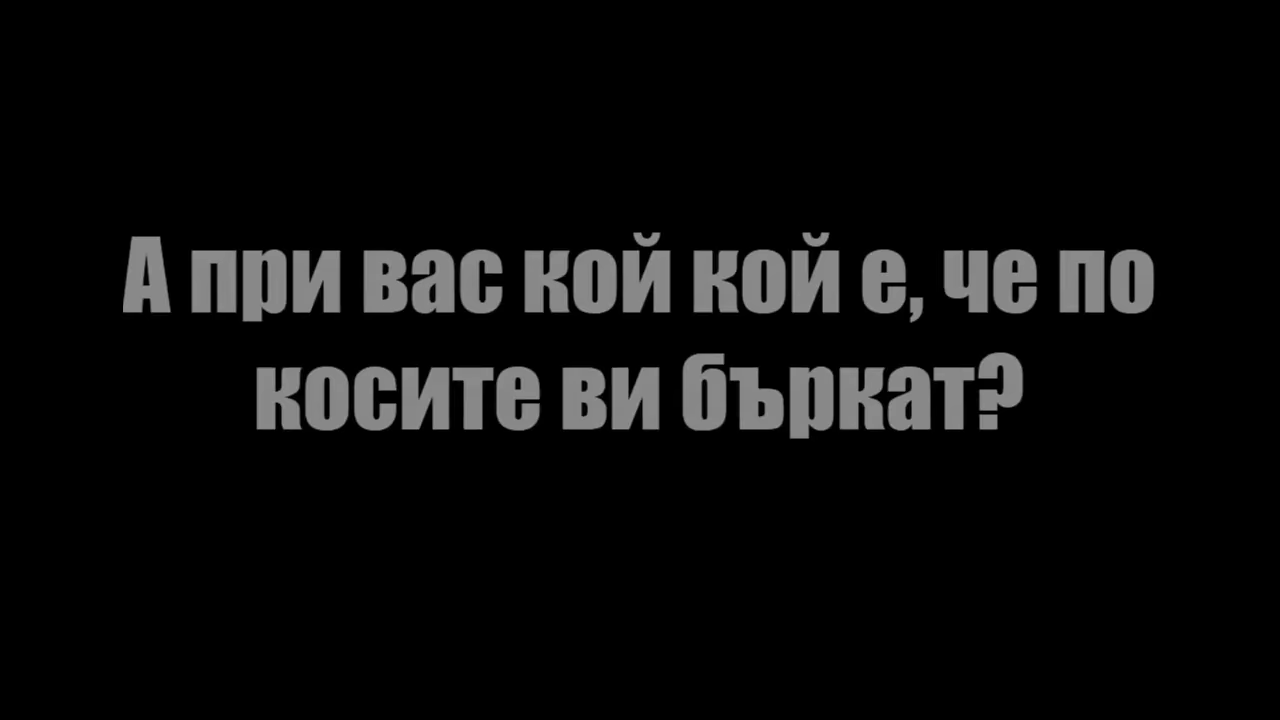 А при вас кой кой е, че по
косите ви бъркат?